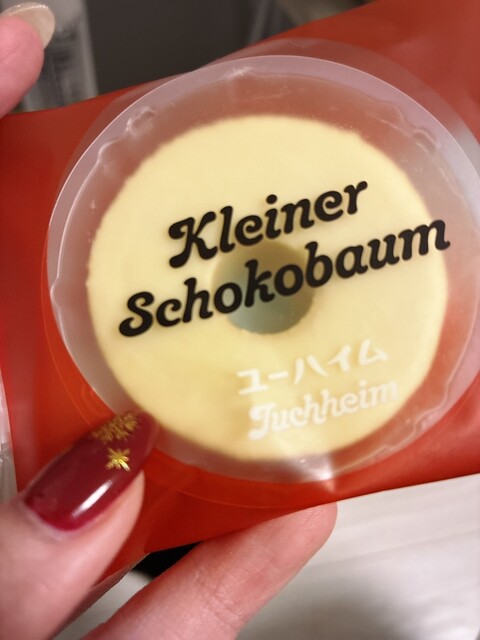 Kleiner
Schokobaum
ユーハイム
Juchheim